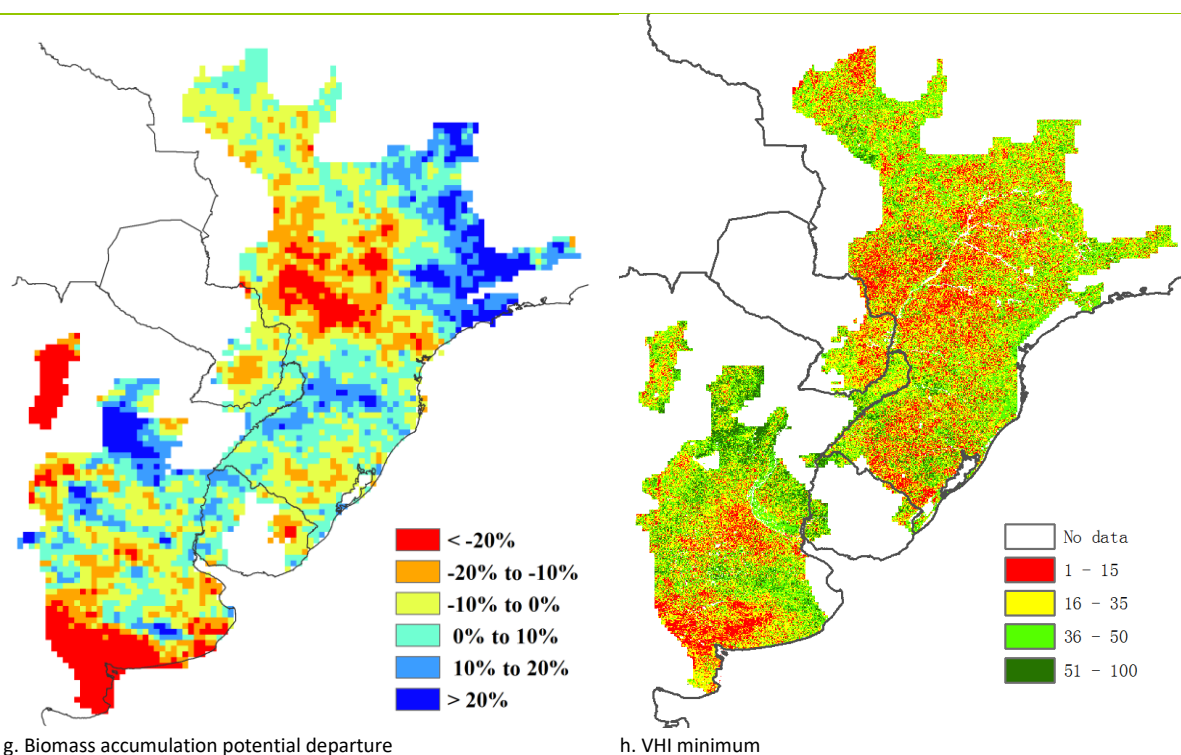 < -20%
-20% to -10%
-10% to 0%
0% to 10%
10% to 20%
> 20%
No data
1 - 15
16 - 35
36 - 50
51 - 100
g. Biomass accumulation potential departure
h. VHI minimum